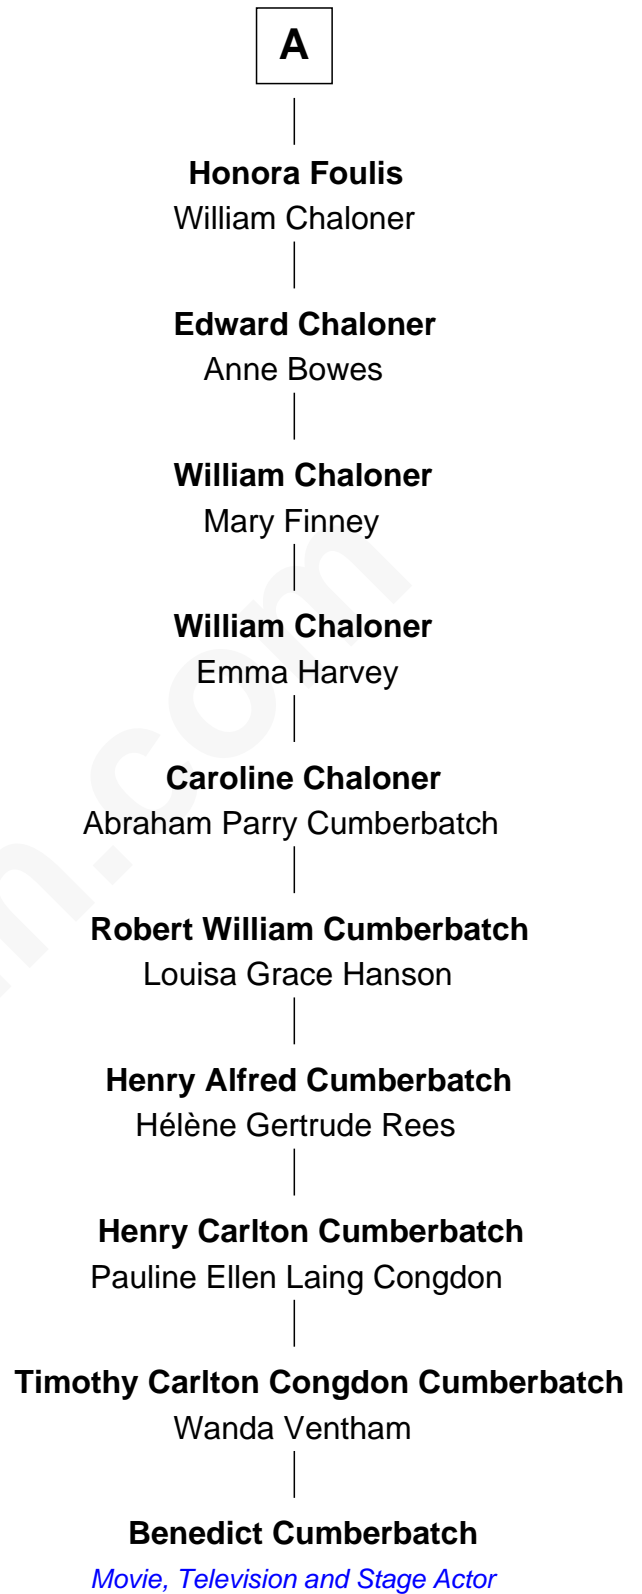 A
Honora Foulis
William Chaloner
Edward Chaloner
Anne Bowes
William Chaloner
Mary Finney
William Chaloner
Emma Harvey
Caroline Chaloner
Abraham Parry Cumberbatch
Robert William Cumberbatch
Louisa Grace Hanson
Henry Alfred Cumberbatch
Hélène Gertrude Rees
Henry Carlton Cumberbatch
Pauline Ellen Laing Congdon
Timothy Carlton Congdon Cumberbatch
Wanda Ventham
Benedict Cumberbatch
Movie, Television and Stage Actor